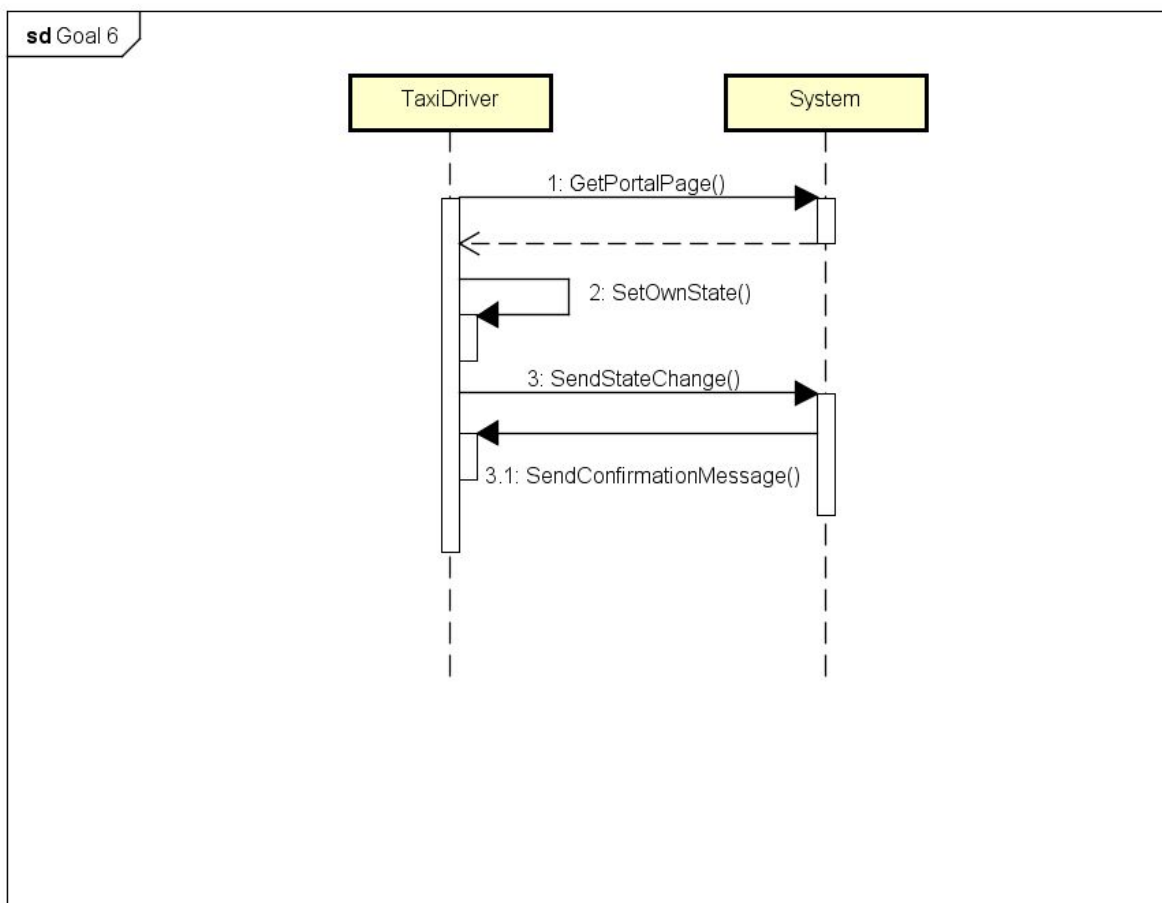 sd Goal 6
TaxiDriver
System
1: GetPortalPage()
2: SetOwnState()
3: SendStateChange()
3.1: SendConfirmationMessage()